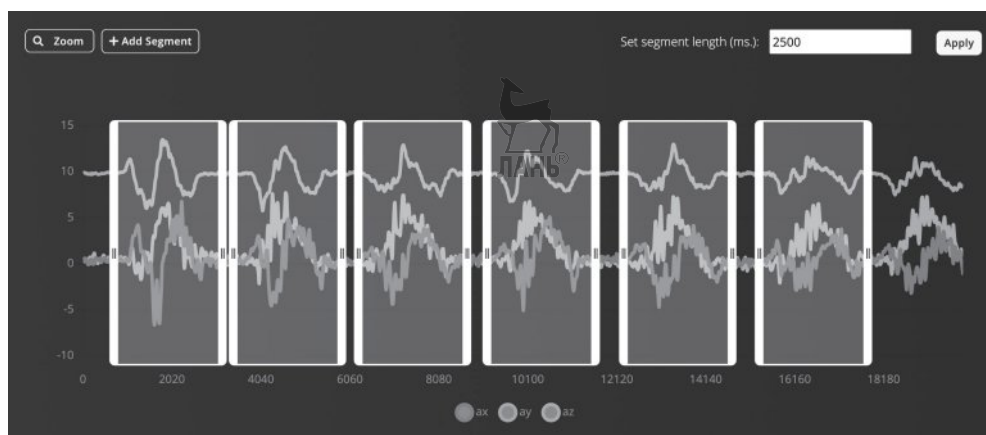 Zoom
+ Add Segment
Set segment length (ms.):
2500
Apply
15
10
5
0
-5
-10
ЛАНЬ®
0
2020
4040
6060
8080
10100
12120
14140
16160
18180
ax
ay
az